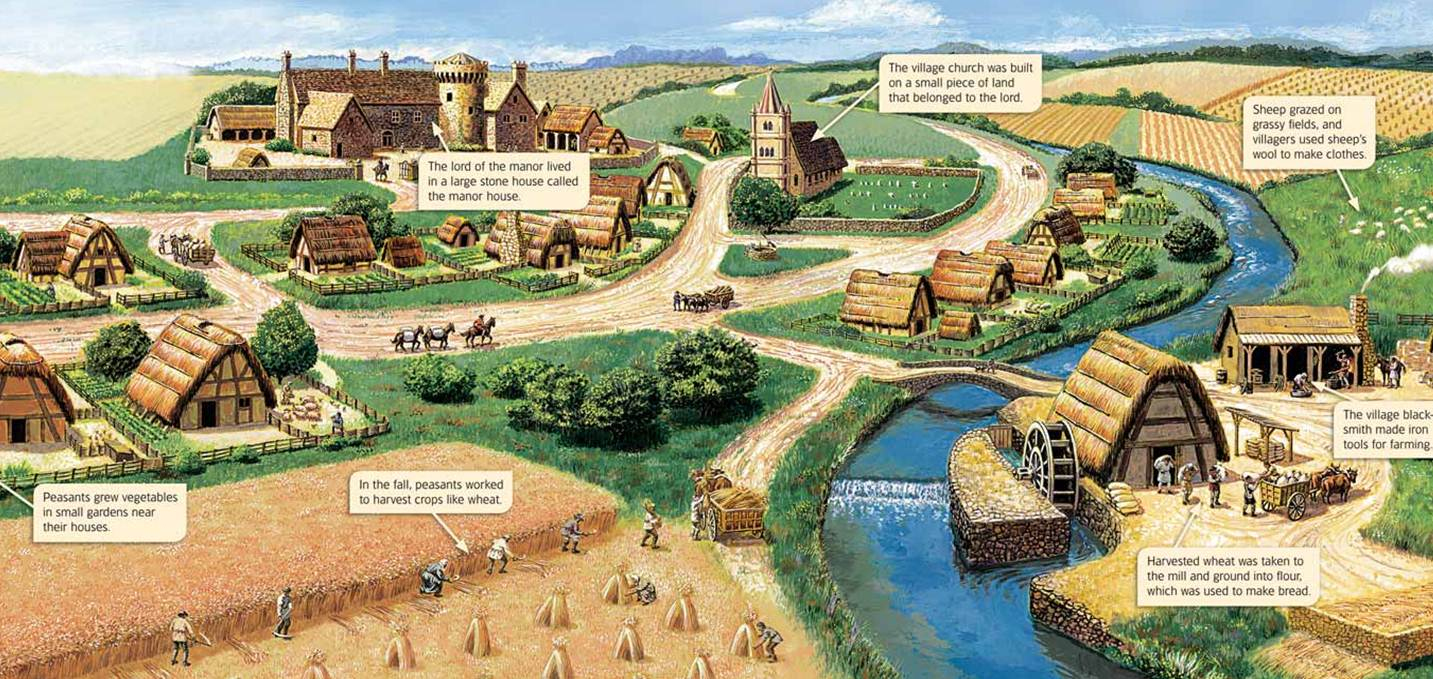 The village church was built
on a small piece of land
that belonged to the lord.
Sheep grazed on
grassy fields, and
villagers used sheep's
wool to make clothes.
The lord of the manor lived
in a large stone house called
the manor house.
The village black-
smith made iron
tools for farming.
Peasants grew vegetables
in small gardens near
their houses.
In the fall, peasants worked
to harvest crops like wheat.
Harvested wheat was taken to
the mill and ground into flour,
which was used to make bread.